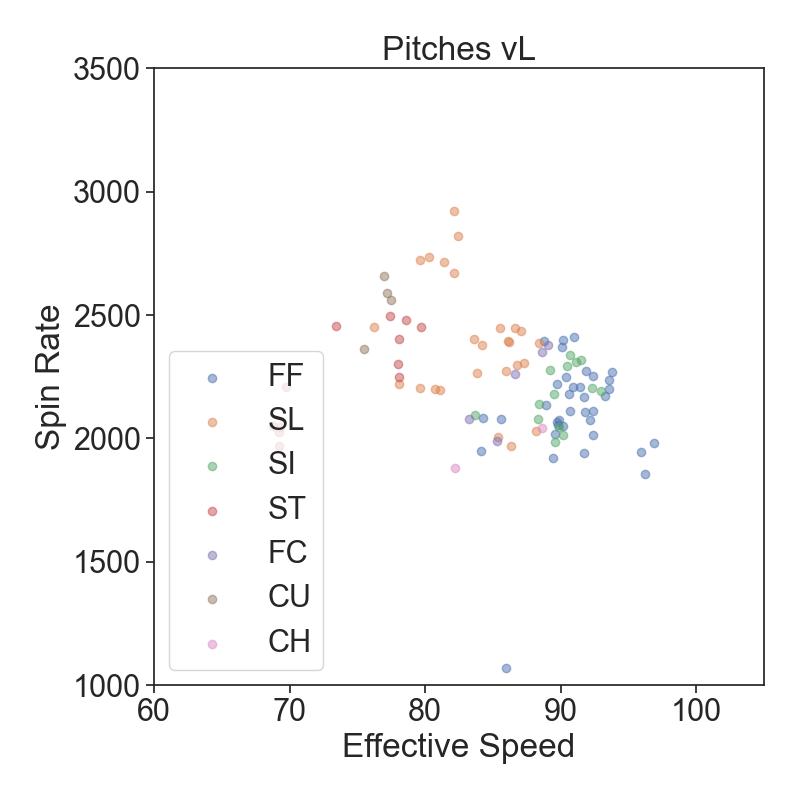 Pitches vL
3500
3000
2500
2000
1500
1000
Spin Rate
FF
SL
SI
ST
FC
CU
CH
60 70 80 90 100
Effective Speed